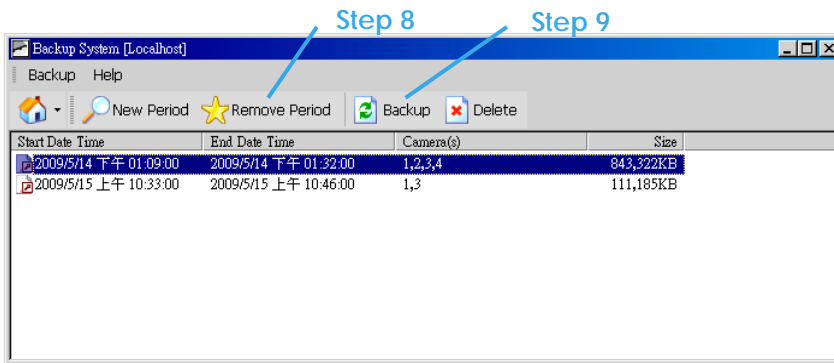 Step 8 Step 9
Backup System [Localhost]
Backup Help
New Period Remove Period Backup Delete
Start Date Time End Date Time Camera(s) Size
2009/5/14 下午 01:09:00 2009/5/14 下午 01:32:00 1,2,3,4 843,322KB
2009/5/15 上午 10:33:00 2009/5/15 上午 10:46:00 1,3 111,185KB